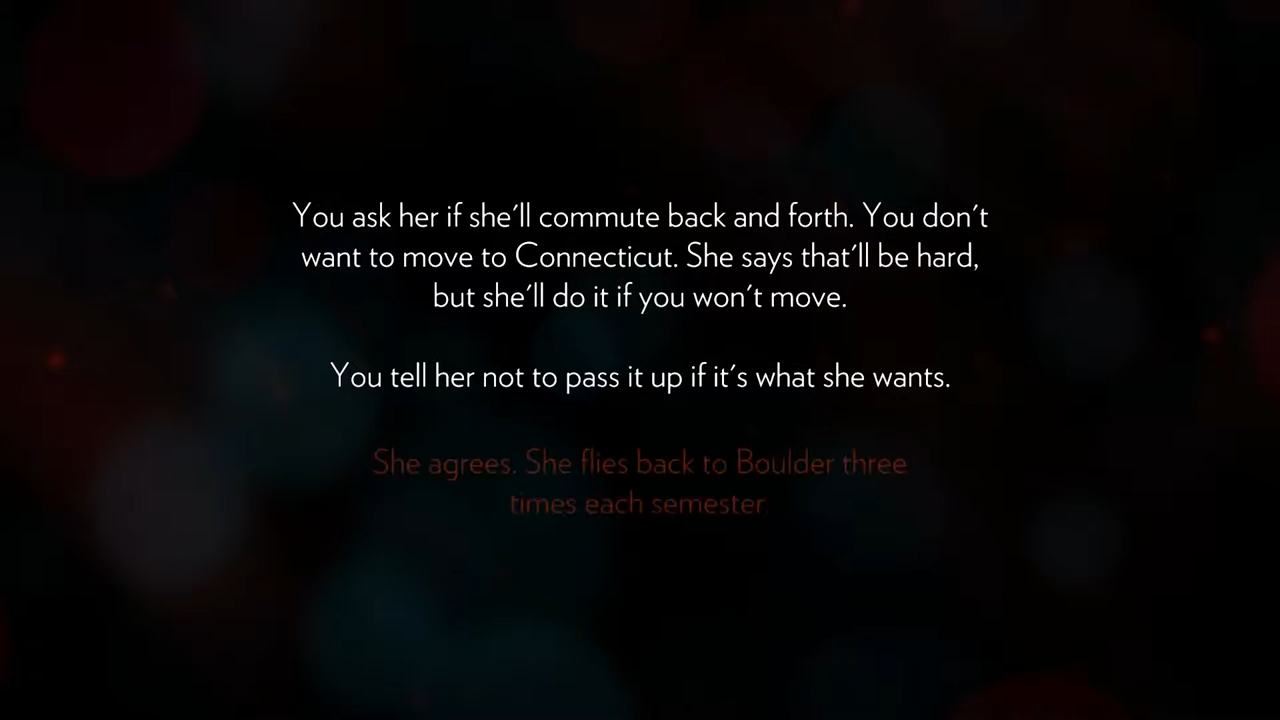 You ask her if she'll commute back and forth. You don't
want to move to Connecticut. She says that'll be hard,
but she'll do it if you won't move.
You tell her not to pass it up if it's what she wants.
She agrees. She flies back to Boulder three
times each semester